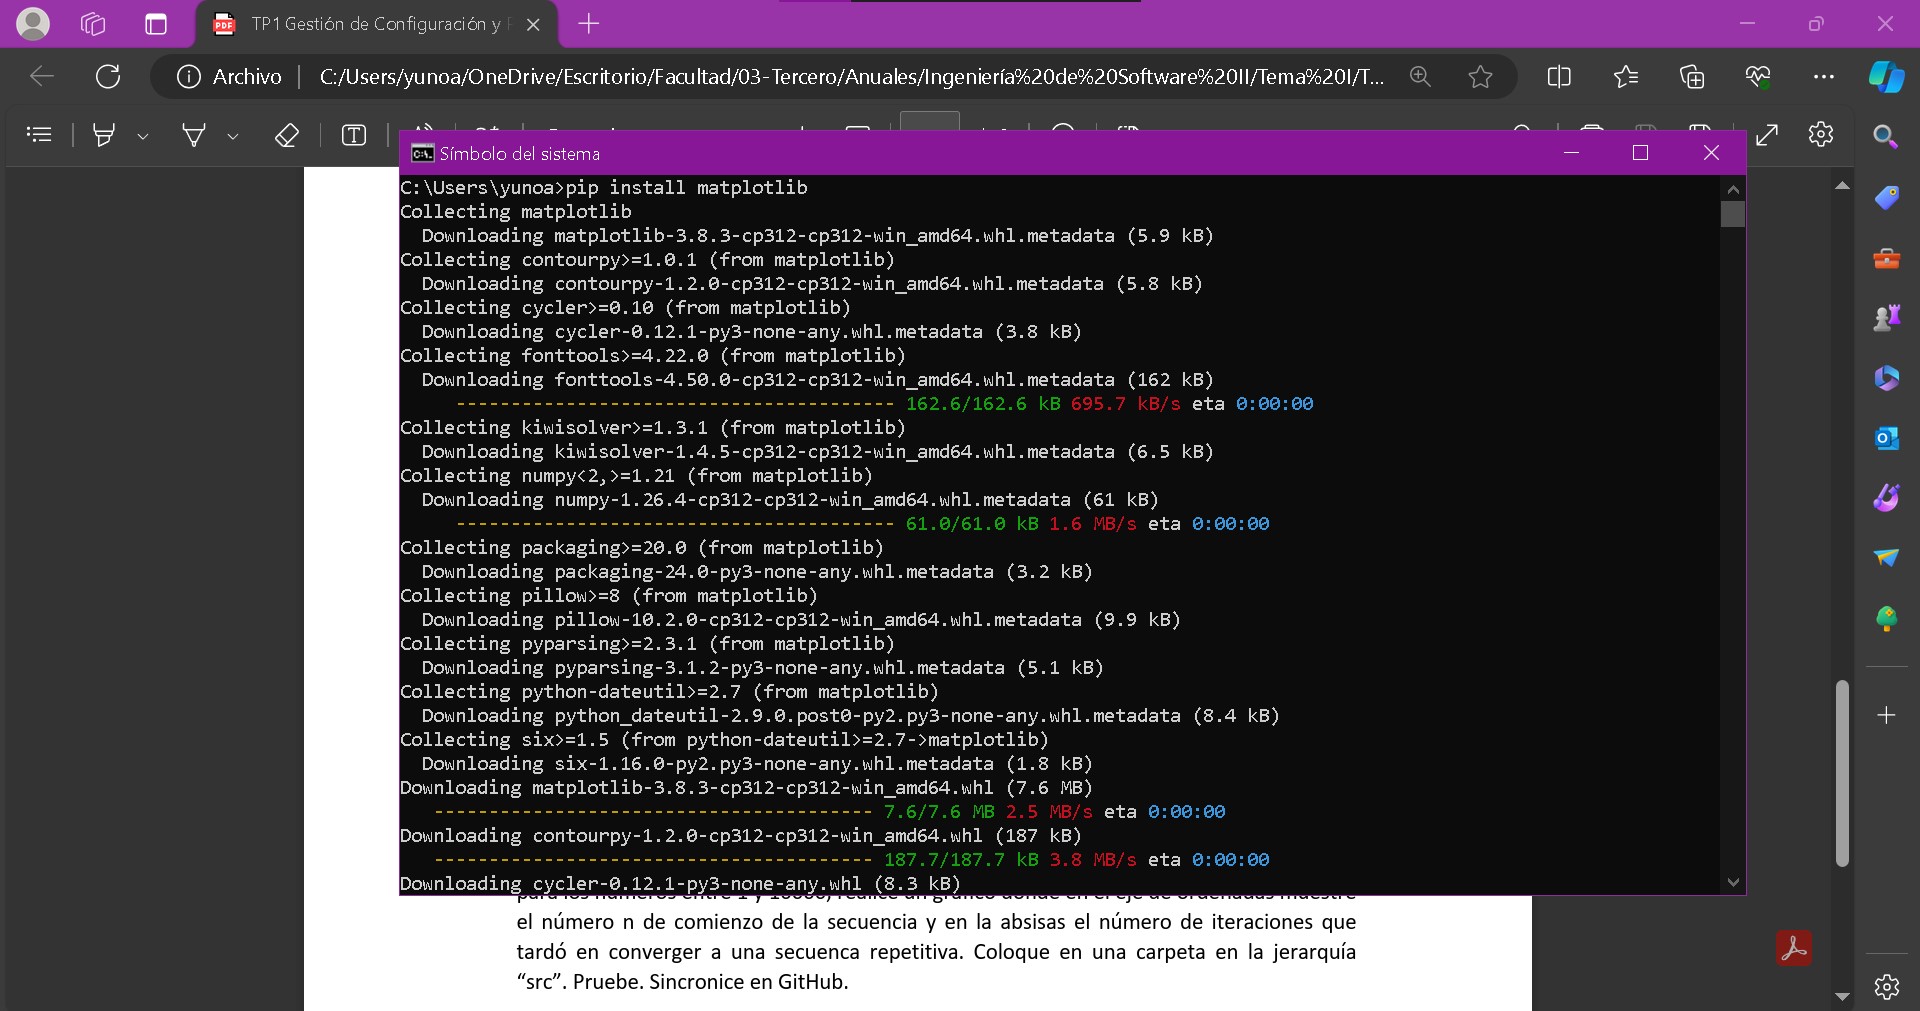 TP1 Gestión de Configuración y
Archivo
C:/Users/yunoa/OneDrive/Escritorio/Facultad/03-Tercero/Anuales/Ingeniería%20de%20Software%20II/Tema%20I/T...
Símbolo del sistema
C:\Users\yunoa>pip install matplotlib
Collecting matplotlib
Downloading matplotlib-3.8.3-cp312-cp312-win_amd64.whl.metadata (5.9 kB)
Collecting contourpy>=1.0.1 (from matplotlib)
Downloading contourpy-1.2.0-cp312-cp312-win_amd64.whl.metadata (5.8 kB)
Collecting cycler>=0.10 (from matplotlib)
Downloading cycler-0.12.1-py3-none-any.whl.metadata (3.8 kB)
Collecting fonttools>=4.22.0 (from matplotlib)
Downloading fonttools-4.50.0-cp312-cp312-win_amd64.whl.metadata (162 kB)
---------------------------------------- 162.6/162.6 kB 695.7 kB/s eta 0:00:00
Collecting kiwisolver>=1.3.1 (from matplotlib)
Downloading kiwisolver-1.4.5-cp312-cp312-win_amd64.whl.metadata (6.5 kB)
Collecting numpy<2,>=1.21 (from matplotlib)
Downloading numpy-1.26.4-cp312-cp312-win_amd64.whl.metadata (61 kB)
---------------------------------------- 61.0/61.0 kB 1.6 MB/s eta 0:00:00
Collecting packaging>=20.0 (from matplotlib)
Downloading packaging-24.0-py3-none-any.whl.metadata (3.2 kB)
Collecting pillow>=8 (from matplotlib)
Downloading pillow-10.2.0-cp312-cp312-win_amd64.whl.metadata (9.9 kB)
Collecting pyparsing>=2.3.1 (from matplotlib)
Downloading pyparsing-3.1.2-py3-none-any.whl.metadata (5.1 kB)
Collecting python-dateutil>=2.7 (from matplotlib)
Downloading python_dateutil-2.9.0.post0-py2.py3-none-any.whl.metadata (8.4 kB)
Collecting six>=1.5 (from python-dateutil>=2.7->matplotlib)
Downloading six-1.16.0-py2.py3-none-any.whl.metadata (1.8 kB)
Downloading matplotlib-3.8.3-cp312-cp312-win_amd64.whl (7.6 MB)
---------------------------------------- 7.6/7.6 MB 2.5 MB/s eta 0:00:00
Downloading contourpy-1.2.0-cp312-cp312-win_amd64.whl (187 kB)
---------------------------------------- 187.7/187.7 kB 3.8 MB/s eta 0:00:00
Downloading cycler-0.12.1-py3-none-any.whl (8.3 kB)
para los números entre 1 y 10000, realice un gráfico donde en el eje de ordenadas muestre
el número n de comienzo de la secuencia y en la absisas el número de iteraciones que
tardó en converger a una secuenca repetitiva. Coloque en una carpeta en la jerarquía
“src”. Pruebe. Sincronice en GitHub.